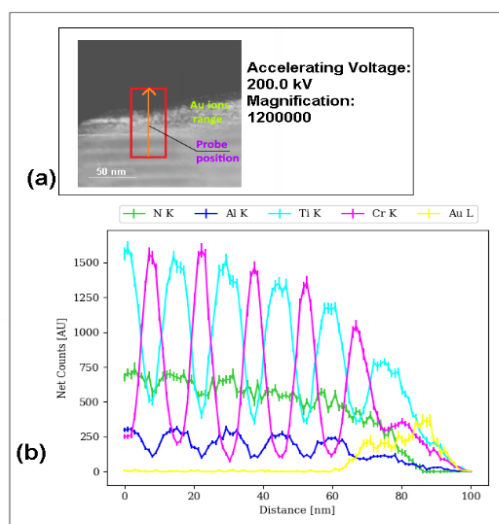 Au ions
range
Probe
position
50 nm
Accelerating Voltage:
200.0 kV
Magnification:
1200000
(a)
N K
Al K
Ti K
Cr K
Au L
Net Counts [AU]
1500
1250
1000
750
500
250
0
(b)
0
20
40
60
80
100
Distance [nm]